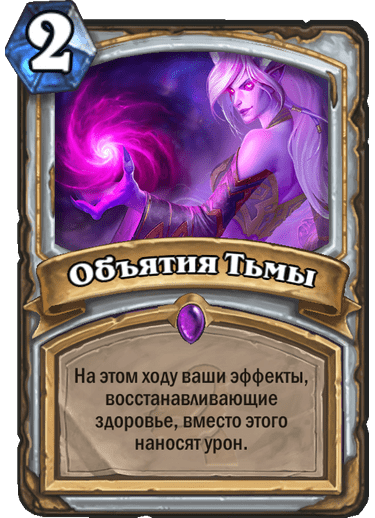 2
Объятия Тьмы
На этом ходу ваши эффекты,
восстанавливающие
здоровье, вместо этого
наносят урон.